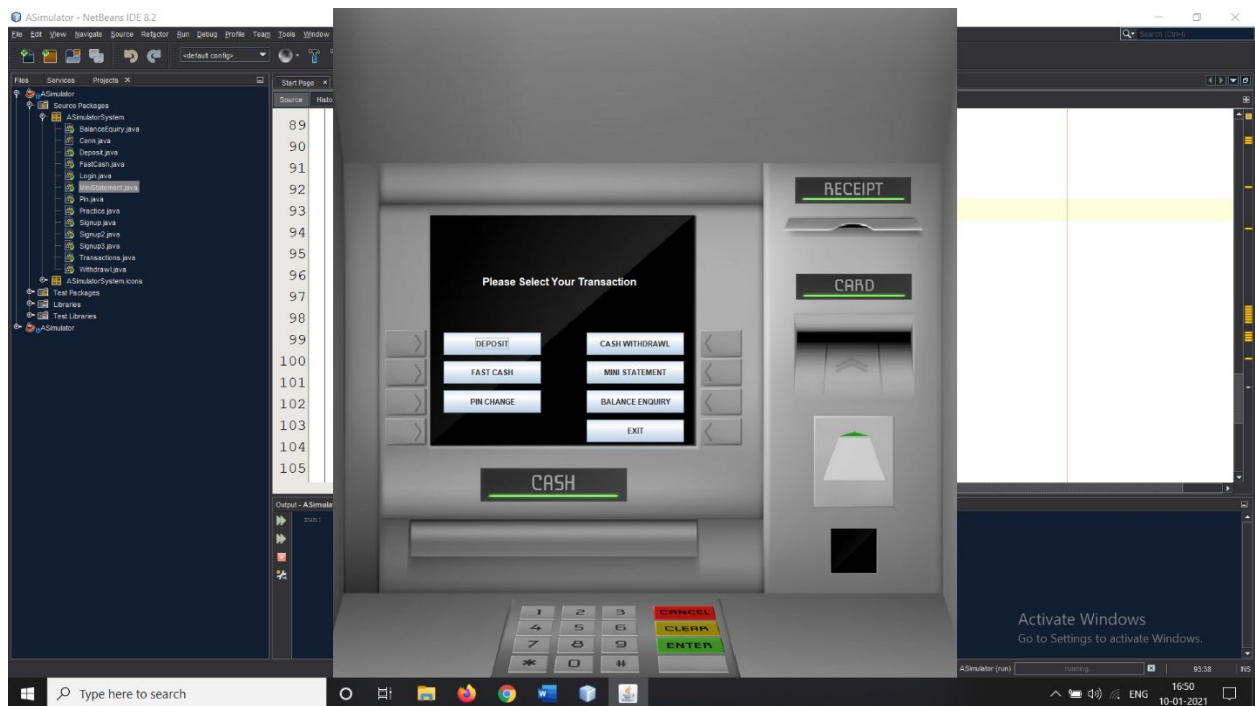 ASimulator - NetBeans IDE 8.2
File Edit View Navigate Source Refactor Run Debug Profile Team Tools Window
Search (Ctrl+I)
<default config>
Files Services Projects
Start Page
Source Histo
ASimulator
Source Packages
ASimulatorSystem
BalanceEquiry.java
Conn.java
Deposit.java
FastCash.java
Login.java
MiniStatement.java
Pin.java
Practice.java
Signup.java
Signup2.java
Signup3.java
Transactions.java
Withdrawl.java
ASimulatorSystem.icons
Test Packages
Libraries
Test Libraries
ASimulator
89
90
91
92
93
94
95
96
97
98
99
100
101
102
103
104
105
RECEIPT
CARD
Please Select Your Transaction
DEPOSIT CASH WITHDRAWL
FAST CASH MINI STATEMENT
PIN CHANGE BALANCE ENQUIRY
EXIT
CASH
Output - ASimula
run:
1 2 3 CANCEL
4 5 6 CLEAR
7 8 9 ENTER
* 0 #
Activate Windows
Go to Settings to activate Windows.
ASimulator (run) running... 93:38 INS
Type here to search
ENG
16:50
10-01-2021